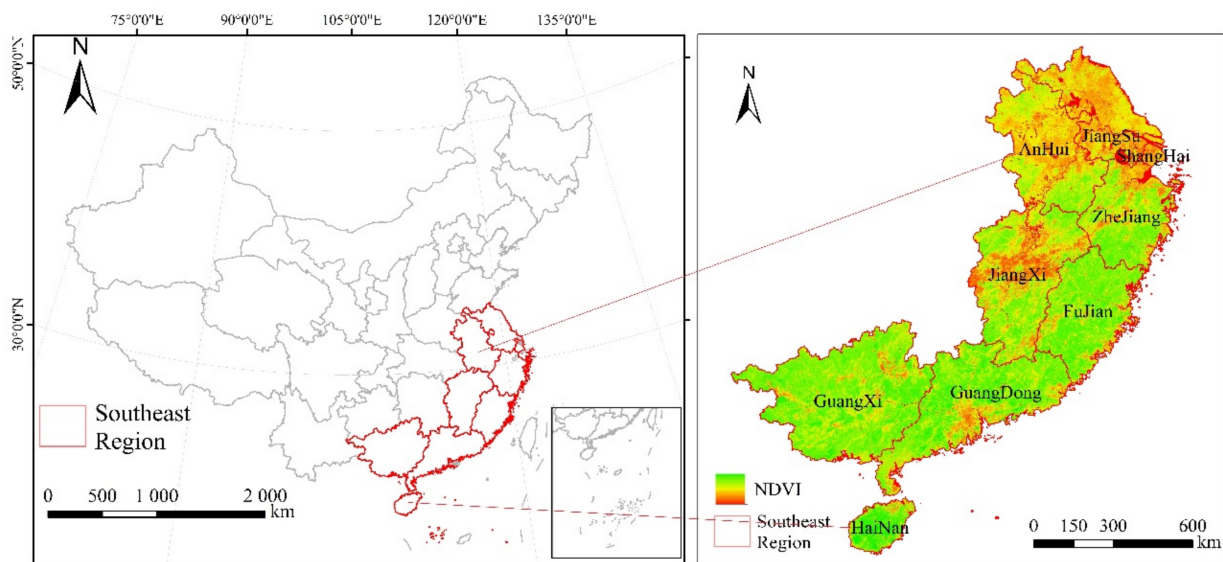 75°0'0"E 90°0'0"E 105°0'0"E 120°0'0"E 135°0'0"E
50°0'0"N
30°0'0"N
N
Southeast
Region
0 500 1 000 2 000
km
N
AnHui
JiangSu
ShangHai
ZheJiang
JiangXi
FuJian
GuangXi
GuangDong
HaiNan
NDVI
Southeast
Region
0 150 300 600
km